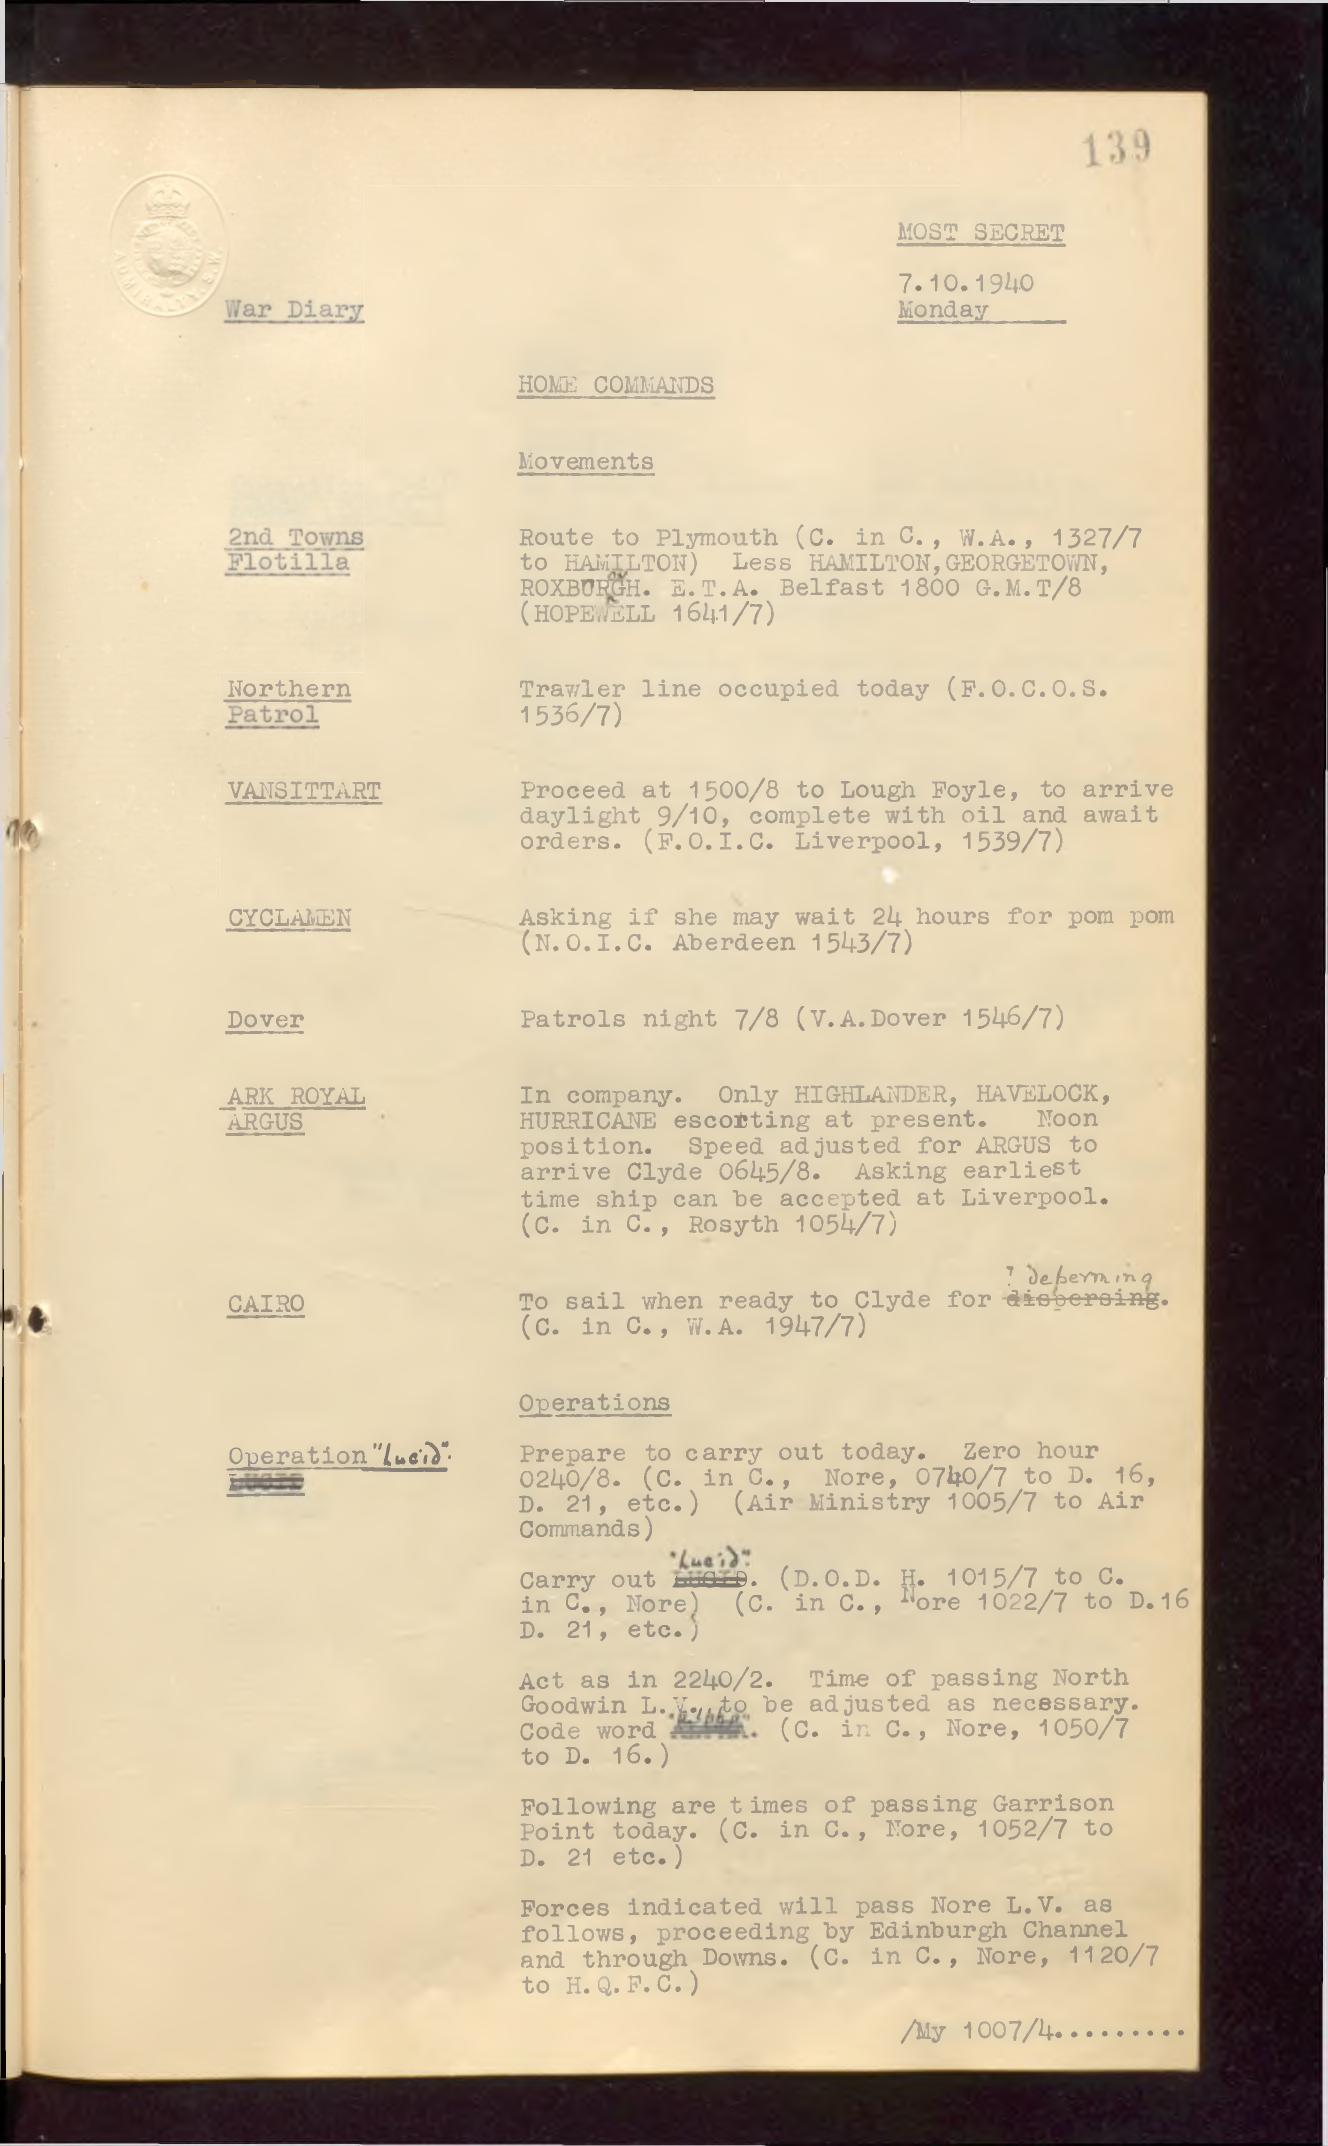 139
ADMIRALTY. S.W.
MOST SECRET
7.10.1940
War Diary
Monday
HOME COMMANDS
Movements
2nd Towns
Flotilla
Route to Plymouth (C. in C., W.A., 1327/7
to HAMILTON) Less HAMILTON,GEORGETOWN,
ROXBURGH. E.T.A. Belfast 1800 G.M.T/8
(HOPEWELL 1641/7)
Northern
Patrol
Trawler line occupied today (F.O.C.O.S.
1536/7)
VANSITTART
Proceed at 1500/8 to Lough Foyle, to arrive
daylight 9/10, complete with oil and await
orders. (F.O.I.C. Liverpool, 1539/7)
CYCLAMEN
Asking if she may wait 24 hours for pom pom
(N.O.I.C. Aberdeen 1543/7)
Dover
Patrols night 7/8 (V.A.Dover 1546/7)
ARK ROYAL
ARGUS
In company. Only HIGHLANDER, HAVELOCK,
HURRICANE escorting at present. Noon
position. Speed adjusted for ARGUS to
arrive Clyde 0645/8. Asking earliest
time ship can be accepted at Liverpool.
(C. in C., Rosyth 1054/7)
CAIRO
? deperming
To sail when ready to Clyde for dispersing.
(C. in C., W.A. 1947/7)
Operations
Operation "Lucid".
LUCID
Prepare to carry out today. Zero hour
0240/8. (C. in C., Nore, 0740/7 to D. 16,
D. 21, etc.) (Air Ministry 1005/7 to Air
Commands)
"Lucid".
Carry out LUCID. (D.O.D. H. 1015/7 to C.
in C., Nore) (C. in C., Nore 1022/7 to D.16
D. 21, etc.)
Act as in 2240/2. Time of passing North
Goodwin L.V., to be adjusted as necessary.
Code word . (C. in C., Nore, 1050/7
to D. 16.)
Following are times of passing Garrison
Point today. (C. in C., Nore, 1052/7 to
D. 21 etc.)
Forces indicated will pass Nore L.V. as
follows, proceeding by Edinburgh Channel
and through Downs. (C. in C., Nore, 1120/7
to H.Q.F.C.)
/My 1007/4.........